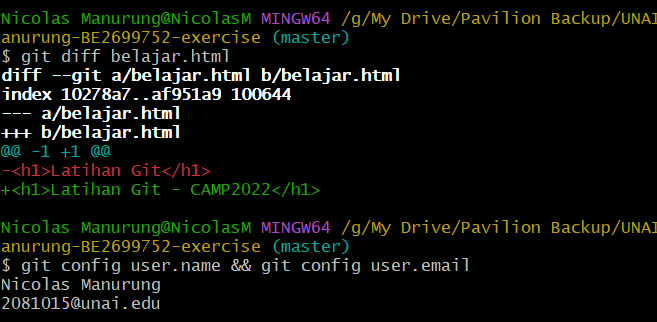 Nicolas Manurung@NicolasM MINGW64 /g/My Drive/Pavilion Backup/UNAI
anurung-BE2699752-exercise (master)
$ git diff belajar.html
diff --git a/belajar.html b/belajar.html
index 10278a7..af951a9 100644
--- a/belajar.html
+++ b/belajar.html
@@ -1 +1 @@
-<h1>Latihan Git</h1>
+<h1>Latihan Git - CAMP2022</h1>
Nicolas Manurung@NicolasM MINGW64 /g/My Drive/Pavilion Backup/UNAI
anurung-BE2699752-exercise (master)
$ git config user.name && git config user.email
Nicolas Manurung
2081015@unai.edu